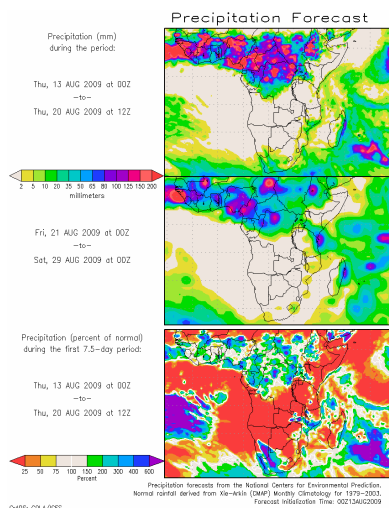 Precipitation Forecast
Precipitation (mm)
during the period:
Thu, 13 AUG 2009 at 00Z
-to-
Thu, 20 AUG 2009 at 12Z
2 5 10 20 35 50 65 80 100 125 150 200
millimeters
Fri, 21 AUG 2009 at 00Z
-to-
Sat, 29 AUG 2009 at 00Z
Precipitation (percent of normal)
during the first 7.5-day period:
Thu, 13 AUG 2009 at 00Z
-to-
Thu, 20 AUG 2009 at 12Z
25 50 75 100 150 200 300 400 600
Percent
Precipitation forecasts from the National Centers for Environmental Prediction.
Normal rainfall derived from Xie-Arkin (CMAP) Monthly Climatology for 1979-2003.
Forecast Initialization Time: 00Z13AUG2009
GrADS: COLA/IGES